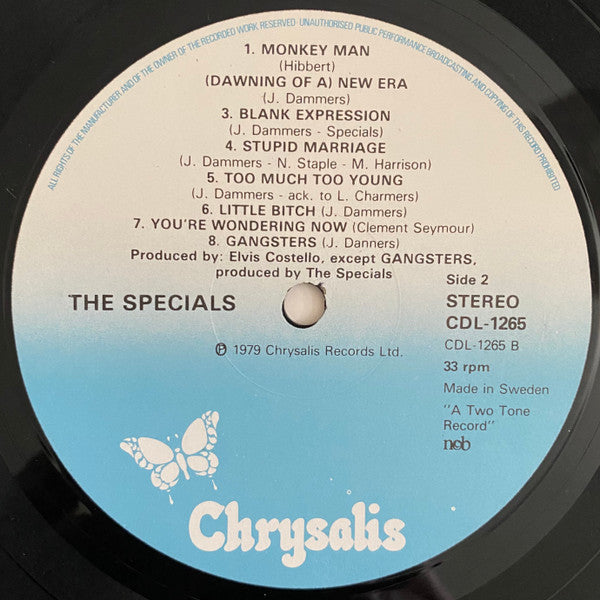 ALL RIGHTS OF THE MANUFACTURER AND OF THE OWNER OF THE RECORDED WORK RESERVED · UNAUTHORISED PUBLIC PERFORMANCE BROADCASTING AND COPYING OF THIS RECORD PROHIBITED
1. MONKEY MAN
(Hibbert)
(DAWNING OF A) NEW ERA
(J. Dammers)
3. BLANK EXPRESSION
(J. Dammers - Specials)
4. STUPID MARRIAGE
(J. Dammers - N. Staple - M. Harrison)
5. TOO MUCH TOO YOUNG
(J. Dammers - ack. to L. Charmers)
6. LITTLE BITCH (J. Dammers)
7. YOU'RE WONDERING NOW (Clement Seymour)
8. GANGSTERS (J. Danners)
Produced by: Elvis Costello, except GANGSTERS,
produced by The Specials
Side 2
THE SPECIALS
STEREO
CDL-1265
CDL-1265 B
℗ 1979 Chrysalis Records Ltd.
33 rpm
Made in Sweden
"A Two Tone
Record"
ncb
Chrysalis